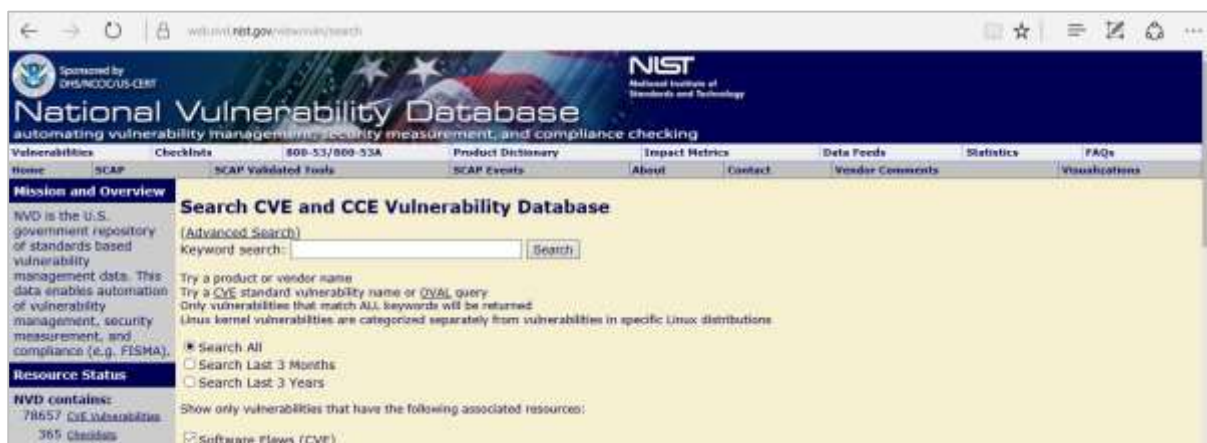 nist.gov
Sponsored by
DHS/NCCIC/US-CERT
NIST
National Institute of
Standards and Technology
National Vulnerability Database
automating vulnerability management, security measurement, and compliance checking
Vulnerabilities Checklists 800-53/800-53A Product Dictionary Impact Metrics Data Feeds Statistics FAQs
Home SCAP SCAP Validated Tools SCAP Events About Contact Vendor Comments Visualizations
Mission and Overview
NVD is the U.S.
government repository
of standards based
vulnerability
management data. This
data enables automation
of vulnerability
management, security
measurement, and
compliance (e.g. FISMA).
Resource Status
NVD contains:
78657 CVE Vulnerabilities
365 Checklists
Search CVE and CCE Vulnerability Database
(Advanced Search)
Keyword search: Search
Try a product or vendor name
Try a CVE standard vulnerability name or OVAL query
Only vulnerabilities that match ALL keywords will be returned
Linux kernel vulnerabilities are categorized separately from vulnerabilities in specific Linux distributions
Search All
Search Last 3 Months
Search Last 3 Years
Show only vulnerabilities that have the following associated resources:
Software Flaws (CVE)